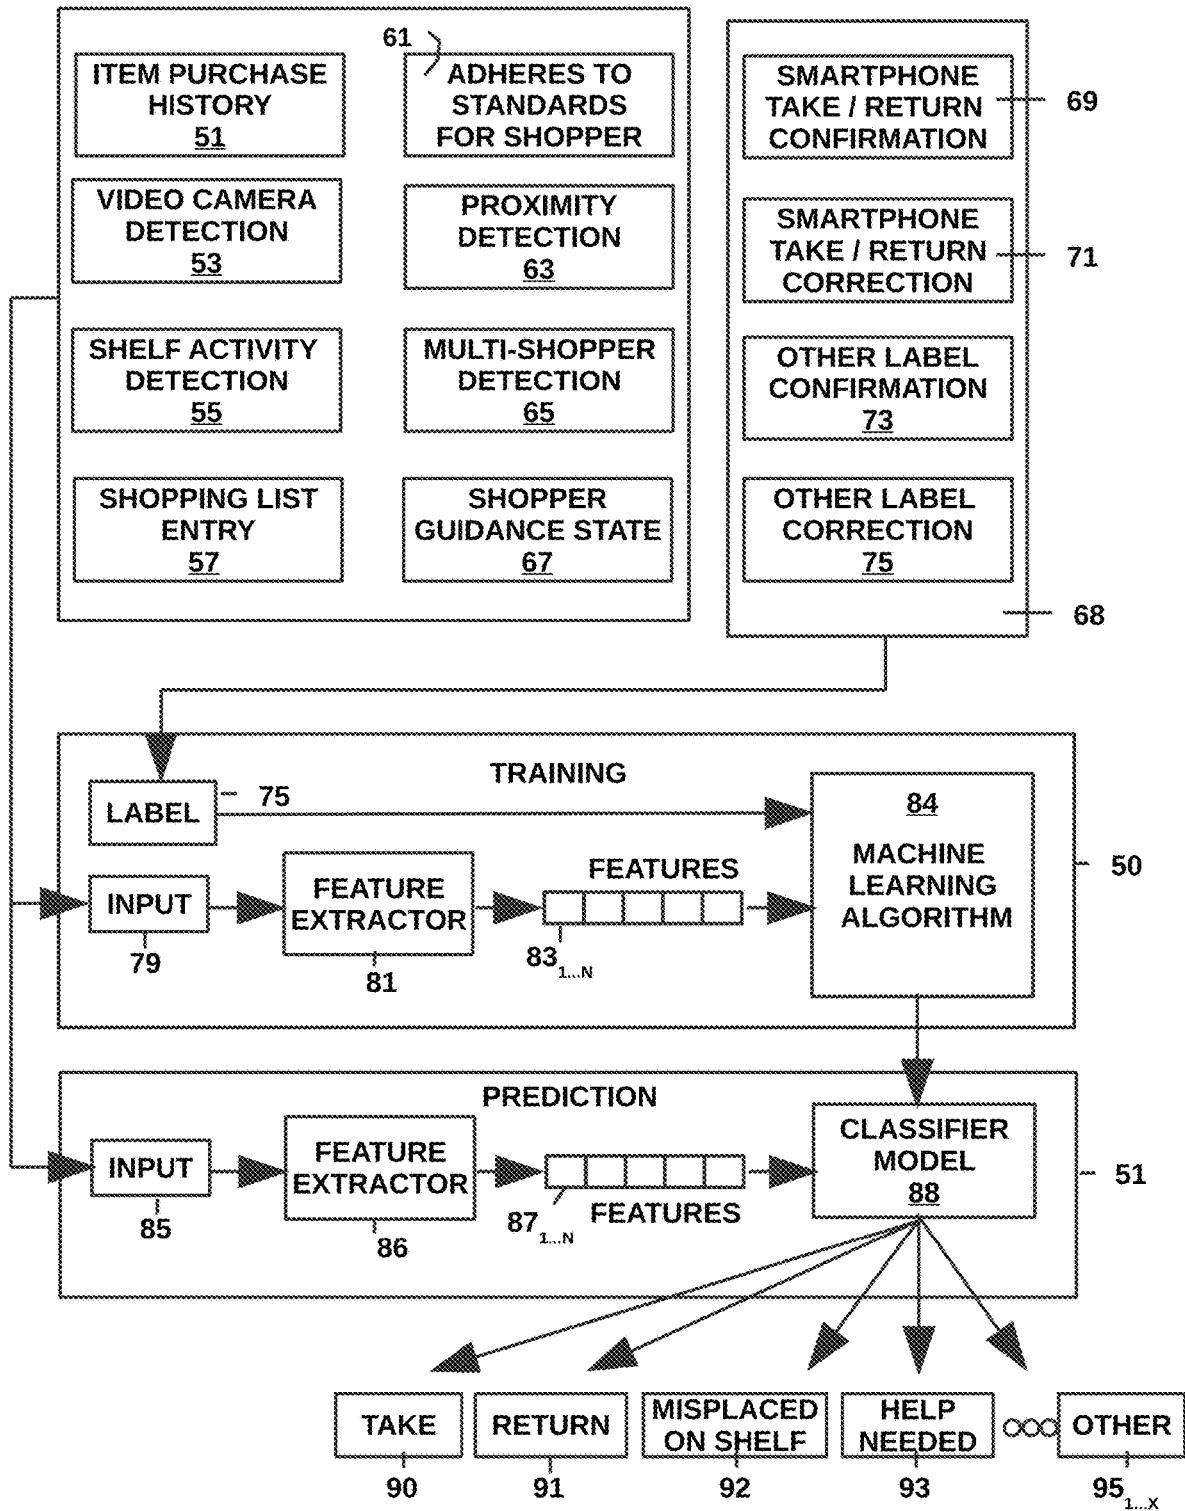 ITEM PURCHASE
HISTORY
51
61
ADHERES TO
STANDARDS
FOR SHOPPER
VIDEO CAMERA
DETECTION
53
PROXIMITY
DETECTION
63
SHELF ACTIVITY
DETECTION
55
MULTI-SHOPPER
DETECTION
65
SHOPPING LIST
ENTRY
57
SHOPPER
GUIDANCE STATE
67
SMARTPHONE
TAKE / RETURN
CONFIRMATION
69
SMARTPHONE
TAKE / RETURN
CORRECTION
71
OTHER LABEL
CONFIRMATION
73
OTHER LABEL
CORRECTION
75
68
TRAINING
LABEL
75
INPUT
79
FEATURE
EXTRACTOR
81
FEATURES
83 1...N
84
MACHINE
LEARNING
ALGORITHM
50
PREDICTION
INPUT
85
FEATURE
EXTRACTOR
86
87 1...N
FEATURES
CLASSIFIER
MODEL
88
51
TAKE
90
RETURN
91
MISPLACED
ON SHELF
92
HELP
NEEDED
93
OTHER
95 1...X